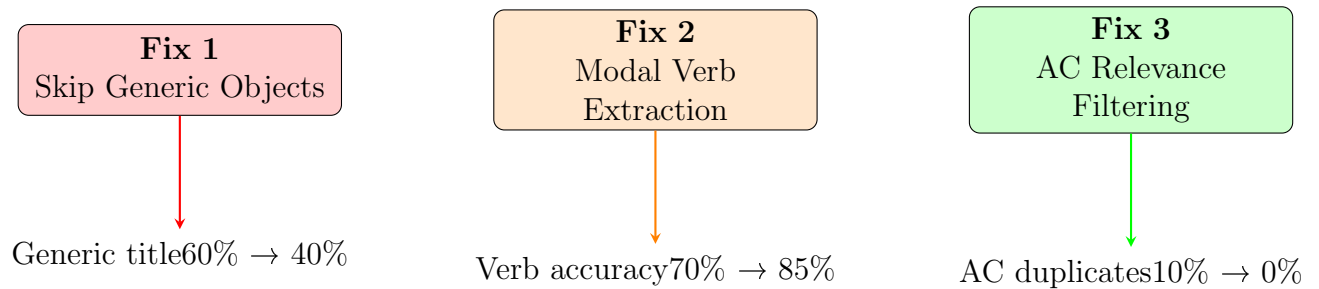 Fix 1
Skip Generic Objects
Generic title60% → 40%
Fix 2
Modal Verb
Extraction
Verb accuracy70% → 85%
Fix 3
AC Relevance
Filtering
AC duplicates10% → 0%